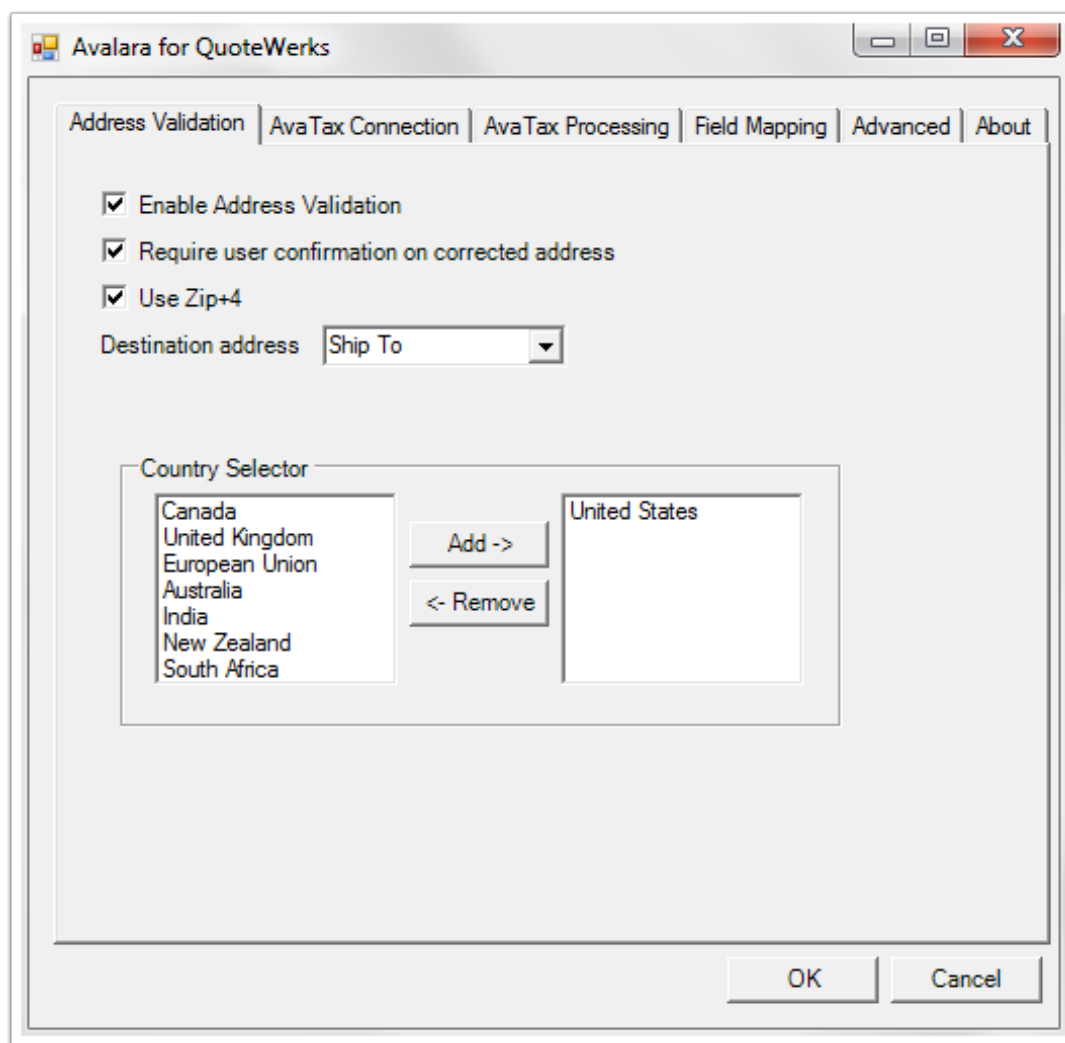 Avalara for QuoteWerks
Address Validation AvaTax Connection AvaTax Processing Field Mapping Advanced About
Enable Address Validation
Require user confirmation on corrected address
Use Zip+4
Destination address Ship To
Country Selector
Canada
United Kingdom
European Union
Australia
India
New Zealand
South Africa
Add ->
<- Remove
United States
OK Cancel